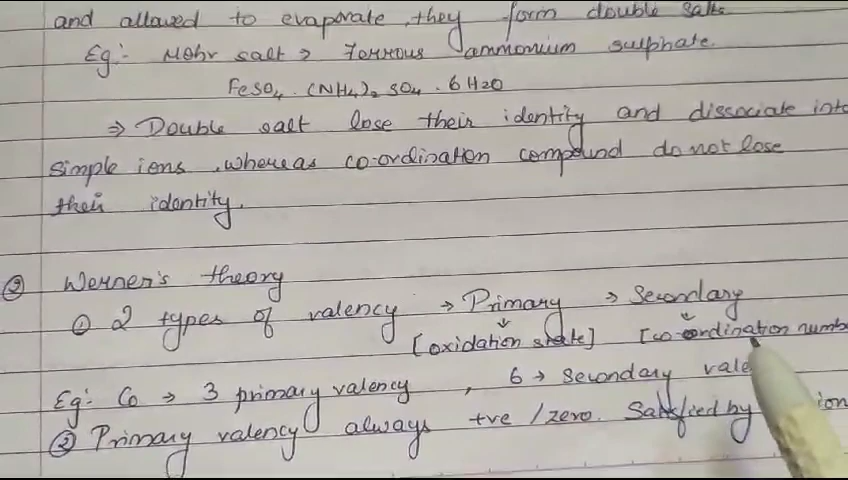 and allowed to evaporate, they form double salts
Eg:- Mohr salt → Ferrous ammonium sulphate.
FeSO4 . (NH4)2 SO4 . 6H2O
⇒ Double salt lose their identity and dissociate into
simple ions, whereas co-ordination compound do not lose
their identity.
② Werner's theory
① 2 types of valency → Primary → Secondary
[oxidation state] [co-ordination numb
Eg:- Co → 3 primary valency , 6 → Secondary vale
② Primary valency always +ve / zero. Satisfied by ion